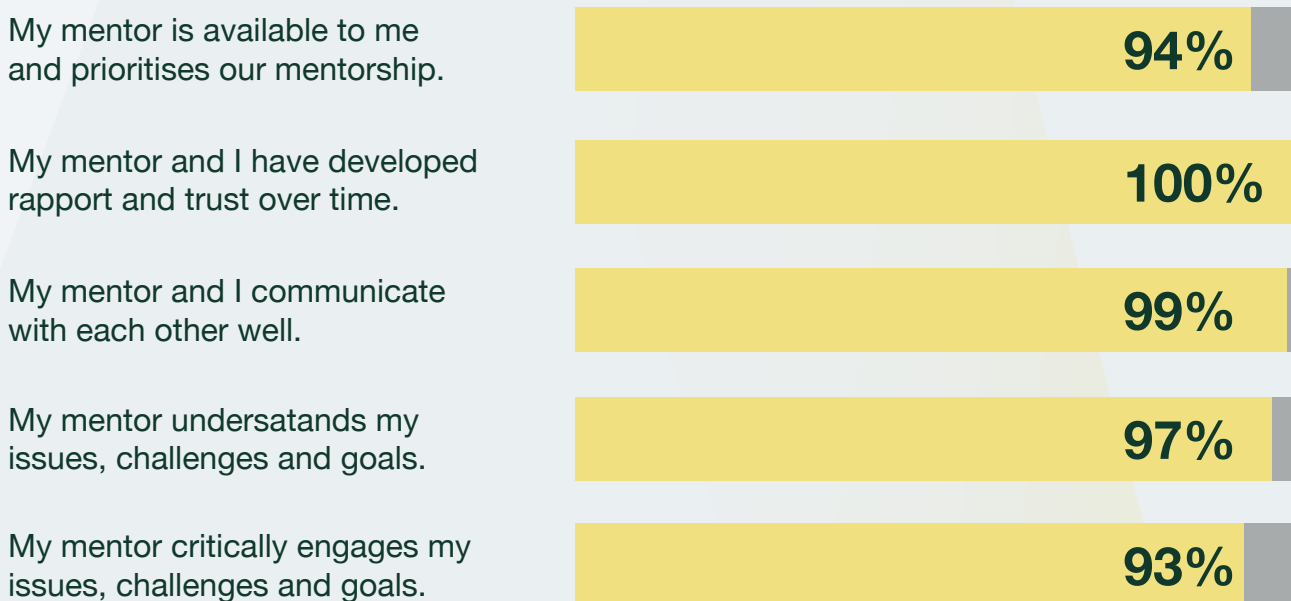 My mentor is available to me
and prioritises our mentorship.
94%
My mentor and I have developed
rapport and trust over time.
100%
My mentor and I communicate
with each other well.
99%
My mentor undersatands my
issues, challenges and goals.
97%
My mentor critically engages my
issues, challenges and goals.
93%